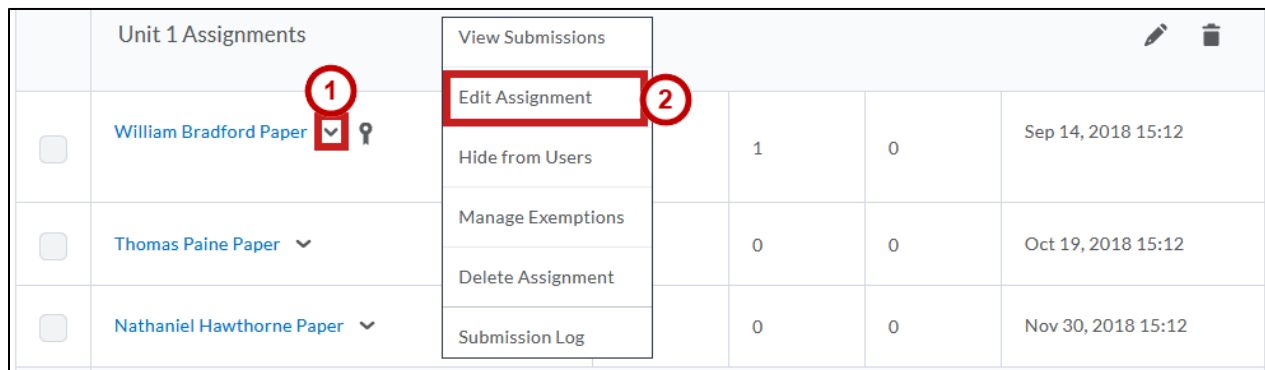 Unit 1 Assignments
View Submissions
Edit Assignment
2
1
William Bradford Paper
1
0
Sep 14, 2018 15:12
Hide from Users
Manage Exemptions
Thomas Paine Paper
0
0
Oct 19, 2018 15:12
Delete Assignment
Nathaniel Hawthorne Paper
0
0
Nov 30, 2018 15:12
Submission Log